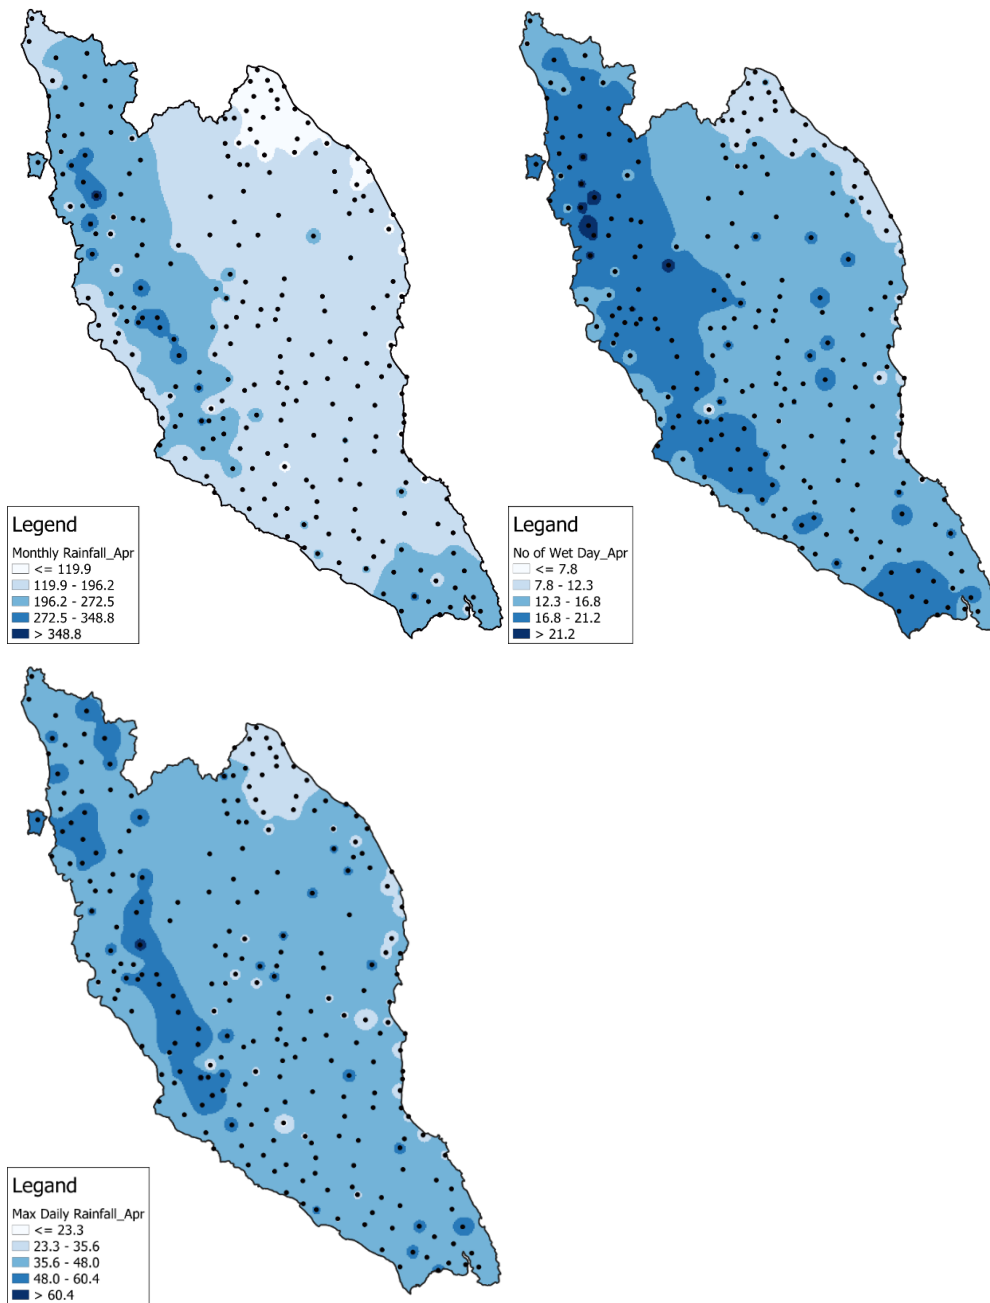 Legend
Monthly Rainfall_Apr
<= 119.9
119.9 - 196.2
196.2 - 272.5
272.5 - 348.8
> 348.8
Legand
No of Wet Day_Apr
<= 7.8
7.8 - 12.3
12.3 - 16.8
16.8 - 21.2
> 21.2
Legand
Max Daily Rainfall_Apr
<= 23.3
23.3 - 35.6
35.6 - 48.0
48.0 - 60.4
> 60.4